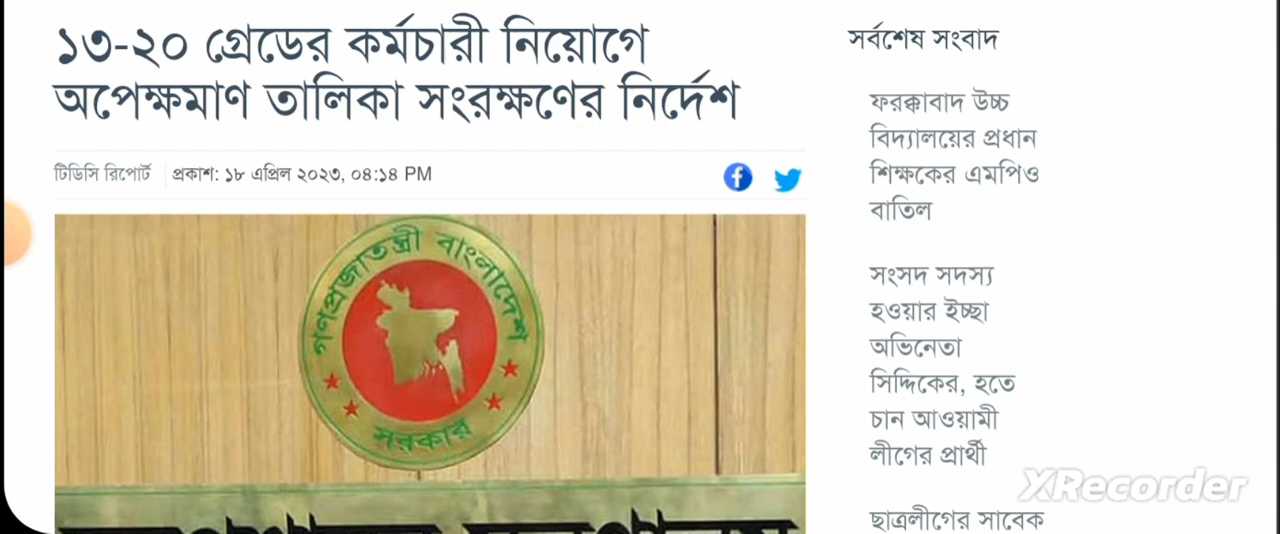 ১৩-২০ গ্রেডের কর্মচারী নিয়োগে
অপেক্ষমাণ তালিকা সংরক্ষণের নির্দেশ
টিডিসি রিপোর্ট
প্রকাশ: ১৮ এপ্রিল ২০২৩, ০৪:১৪ PM
গণপ্রজাতন্ত্রী বাংলাদেশ
সরকার
সর্বশেষ সংবাদ
ফরক্কাবাদ উচ্চ
বিদ্যালয়ের প্রধান
শিক্ষকের এমপিও
বাতিল
সংসদ সদস্য
হওয়ার ইচ্ছা
অভিনেতা
সিদ্দিকের, হতে
চান আওয়ামী
লীগের প্রার্থী
ছাত্রলীগের সাবেক
XRecorder